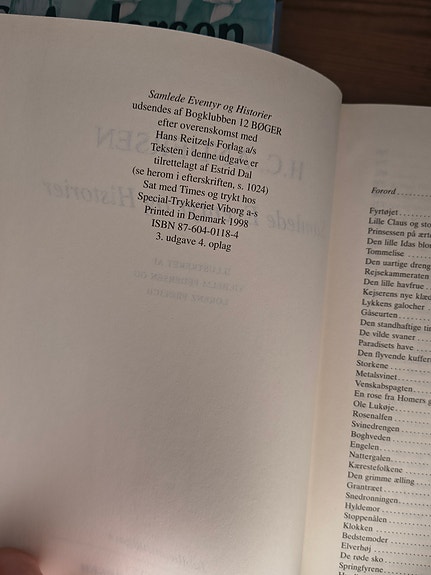 Andersen
Samlede Eventyr og Historier
udsendes af Bogklubben 12 BØGER
efter overenskomst med
Hans Reitzels Forlag a/s
Teksten i denne udgave er
tilrettelagt af Estrid Dal
(se herom i efterskriften, s. 1024)
Sat med Times og trykt hos
Special-Trykkeriet Viborg a-s
Printed in Denmark 1998
ISBN 87-604-0118-4
3. udgave 4. oplag
Forord
Fyrtøjet
Lille Claus og sto
Prinsessen på ært
Den lille Idas blo
Tommelise
Den uartige dreng
Rejsekammeraten
Den lille havfrue
Kejserens nye klæd
Lykkens galocher
Gåseurten
Den standhaftige tin
De vilde svaner
Paradisets have
Den flyvende kuffert
Storkene
Metalsvinet
Venskabspagten
En rose fra Homers g
Ole Lukøje
Rosenalfen
Svinedrengen
Boghveden
Engelen
Nattergalen
Kærestefolkene
Den grimme ælling
Grantræet
Snedronningen
Hyldemor
Stoppenålen
Klokken
Bedstemoder
Elverhøj
De røde sko
Springfyrene